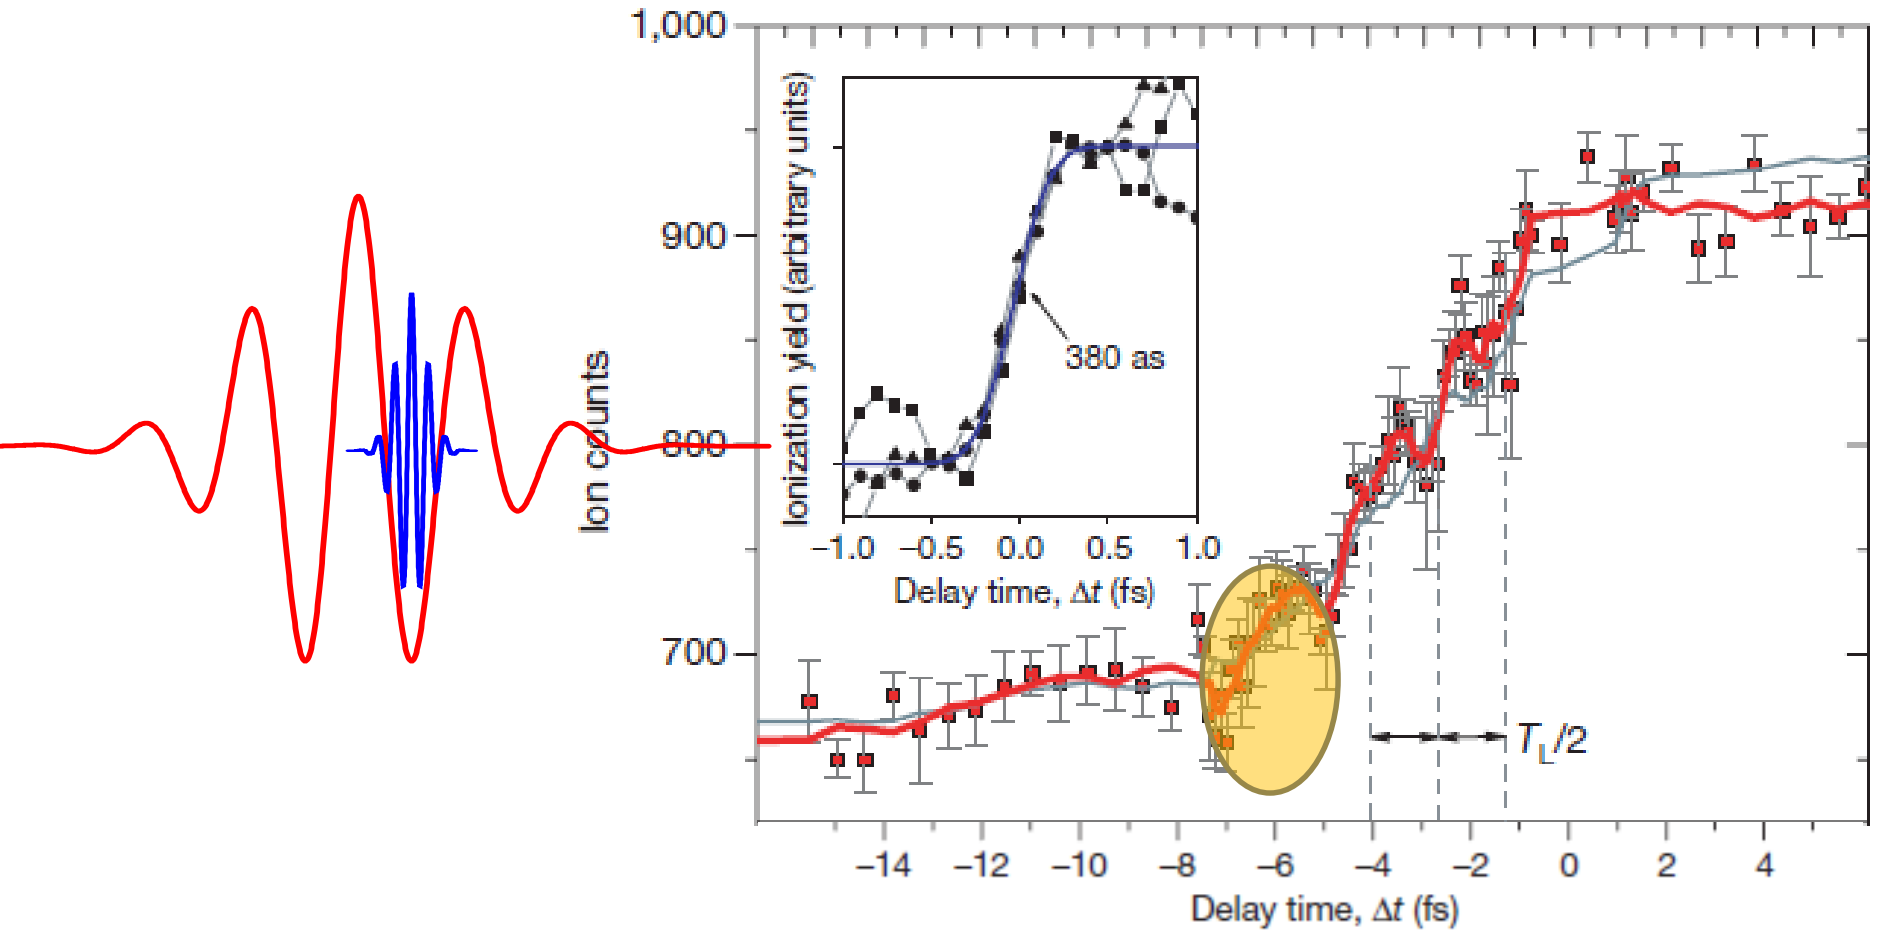 1,000
900
800
700
Ion counts
Ionization yield (arbitrary units)
380 as
–1.0 –0.5 0.0 0.5 1.0
Delay time, Δt (fs)
T_L/2
–14 –12 –10 –8 –6 –4 –2 0 2 4
Delay time, Δt (fs)